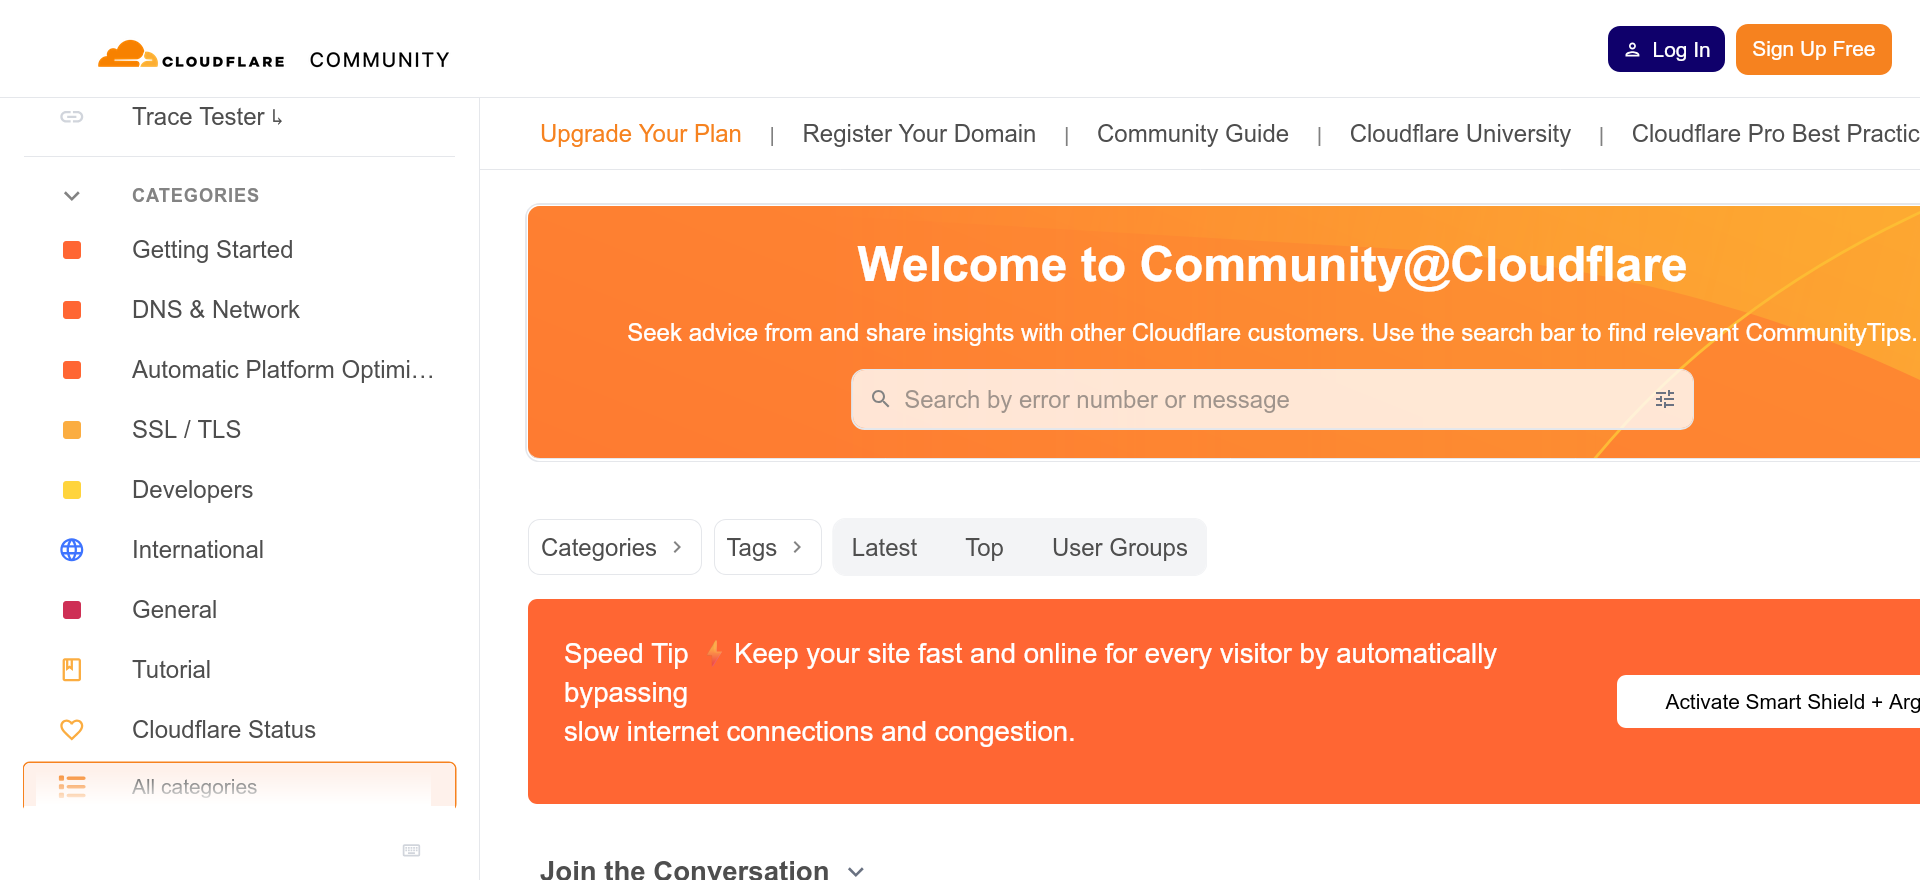 CLOUDFLARE COMMUNITY
Log In
Sign Up Free
Trace Tester ↳
CATEGORIES
Getting Started
DNS & Network
Automatic Platform Optimi…
SSL / TLS
Developers
International
General
Tutorial
Cloudflare Status
All categories
Upgrade Your Plan | Register Your Domain | Community Guide | Cloudflare University | Cloudflare Pro Best Practic
Welcome to Community@Cloudflare
Seek advice from and share insights with other Cloudflare customers. Use the search bar to find relevant CommunityTips.
Search by error number or message
Categories
Tags
Latest
Top
User Groups
Speed Tip ⚡ Keep your site fast and online for every visitor by automatically
bypassing
slow internet connections and congestion.
Activate Smart Shield + Arg
Join the Conversation